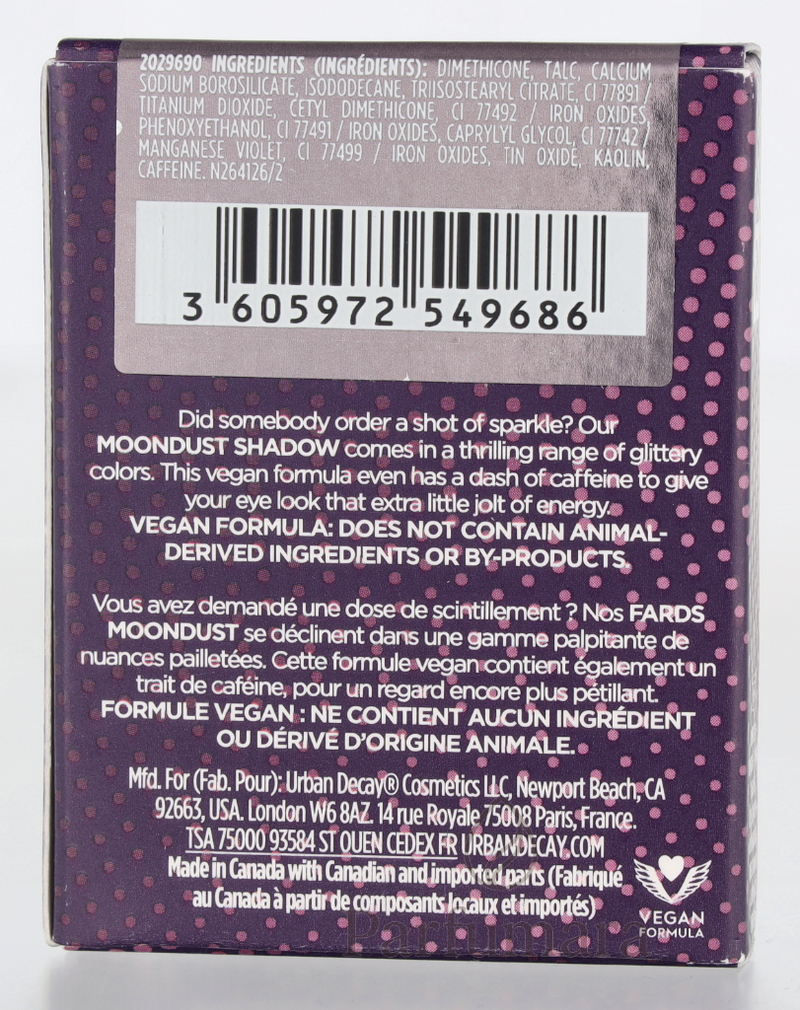 2029690 INGREDIENTS (INGRÉDIENTS): DIMETHICONE, TALC, CALCIUM
SODIUM BOROSILICATE, ISODODECANE, TRIISOSTEARYL CITRATE, CI 77891 /
TITANIUM DIOXIDE, CETYL DIMETHICONE, CI 77492 / IRON OXIDES,
PHENOXYETHANOL, CI 77491 / IRON OXIDES, CAPRYLYL GLYCOL, CI 77742 /
MANGANESE VIOLET, CI 77499 / IRON OXIDES, TIN OXIDE, KAOLIN,
CAFFEINE. N264126/2
3 605972 549686
Did somebody order a shot of sparkle? Our
MOONDUST SHADOW comes in a thrilling range of glittery
colors. This vegan formula even has a dash of caffeine to give
your eye look that extra little jolt of energy.
VEGAN FORMULA: DOES NOT CONTAIN ANIMAL-
DERIVED INGREDIENTS OR BY-PRODUCTS.
Vous avez demandé une dose de scintillement ? Nos FARDS
MOONDUST se déclinent dans une gamme palpitante de
nuances pailletées. Cette formule vegan contient également un
trait de caféine, pour un regard encore plus pétillant.
FORMULE VEGAN : NE CONTIENT AUCUN INGRÉDIENT
OU DÉRIVÉ D'ORIGINE ANIMALE.
Mfd. For (Fab. Pour): Urban Decay® Cosmetics LLC, Newport Beach, CA
92663, USA. London W6 8AZ. 14 rue Royale 75008 Paris, France.
TSA 75000 93584 ST OUEN CEDEX FR URBANDECAY.COM
Made in Canada with Canadian and imported parts (Fabriqué
au Canada à partir de composants locaux et importés)
VEGAN
FORMULA
Parfumara